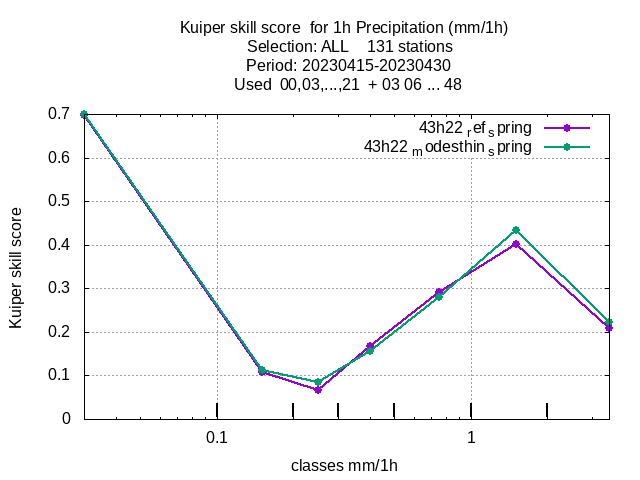 Kuiper skill score  for 1h Precipitation (mm/1h)
Selection: ALL    131 stations
Period: 20230415-20230430
Used  00,03,...,21  + 03 06 ... 48
43h22 ref spring
43h22 modesthin spring
Kuiper skill score
0.7
0.6
0.5
0.4
0.3
0.2
0.1
0
0.1 1
classes mm/1h